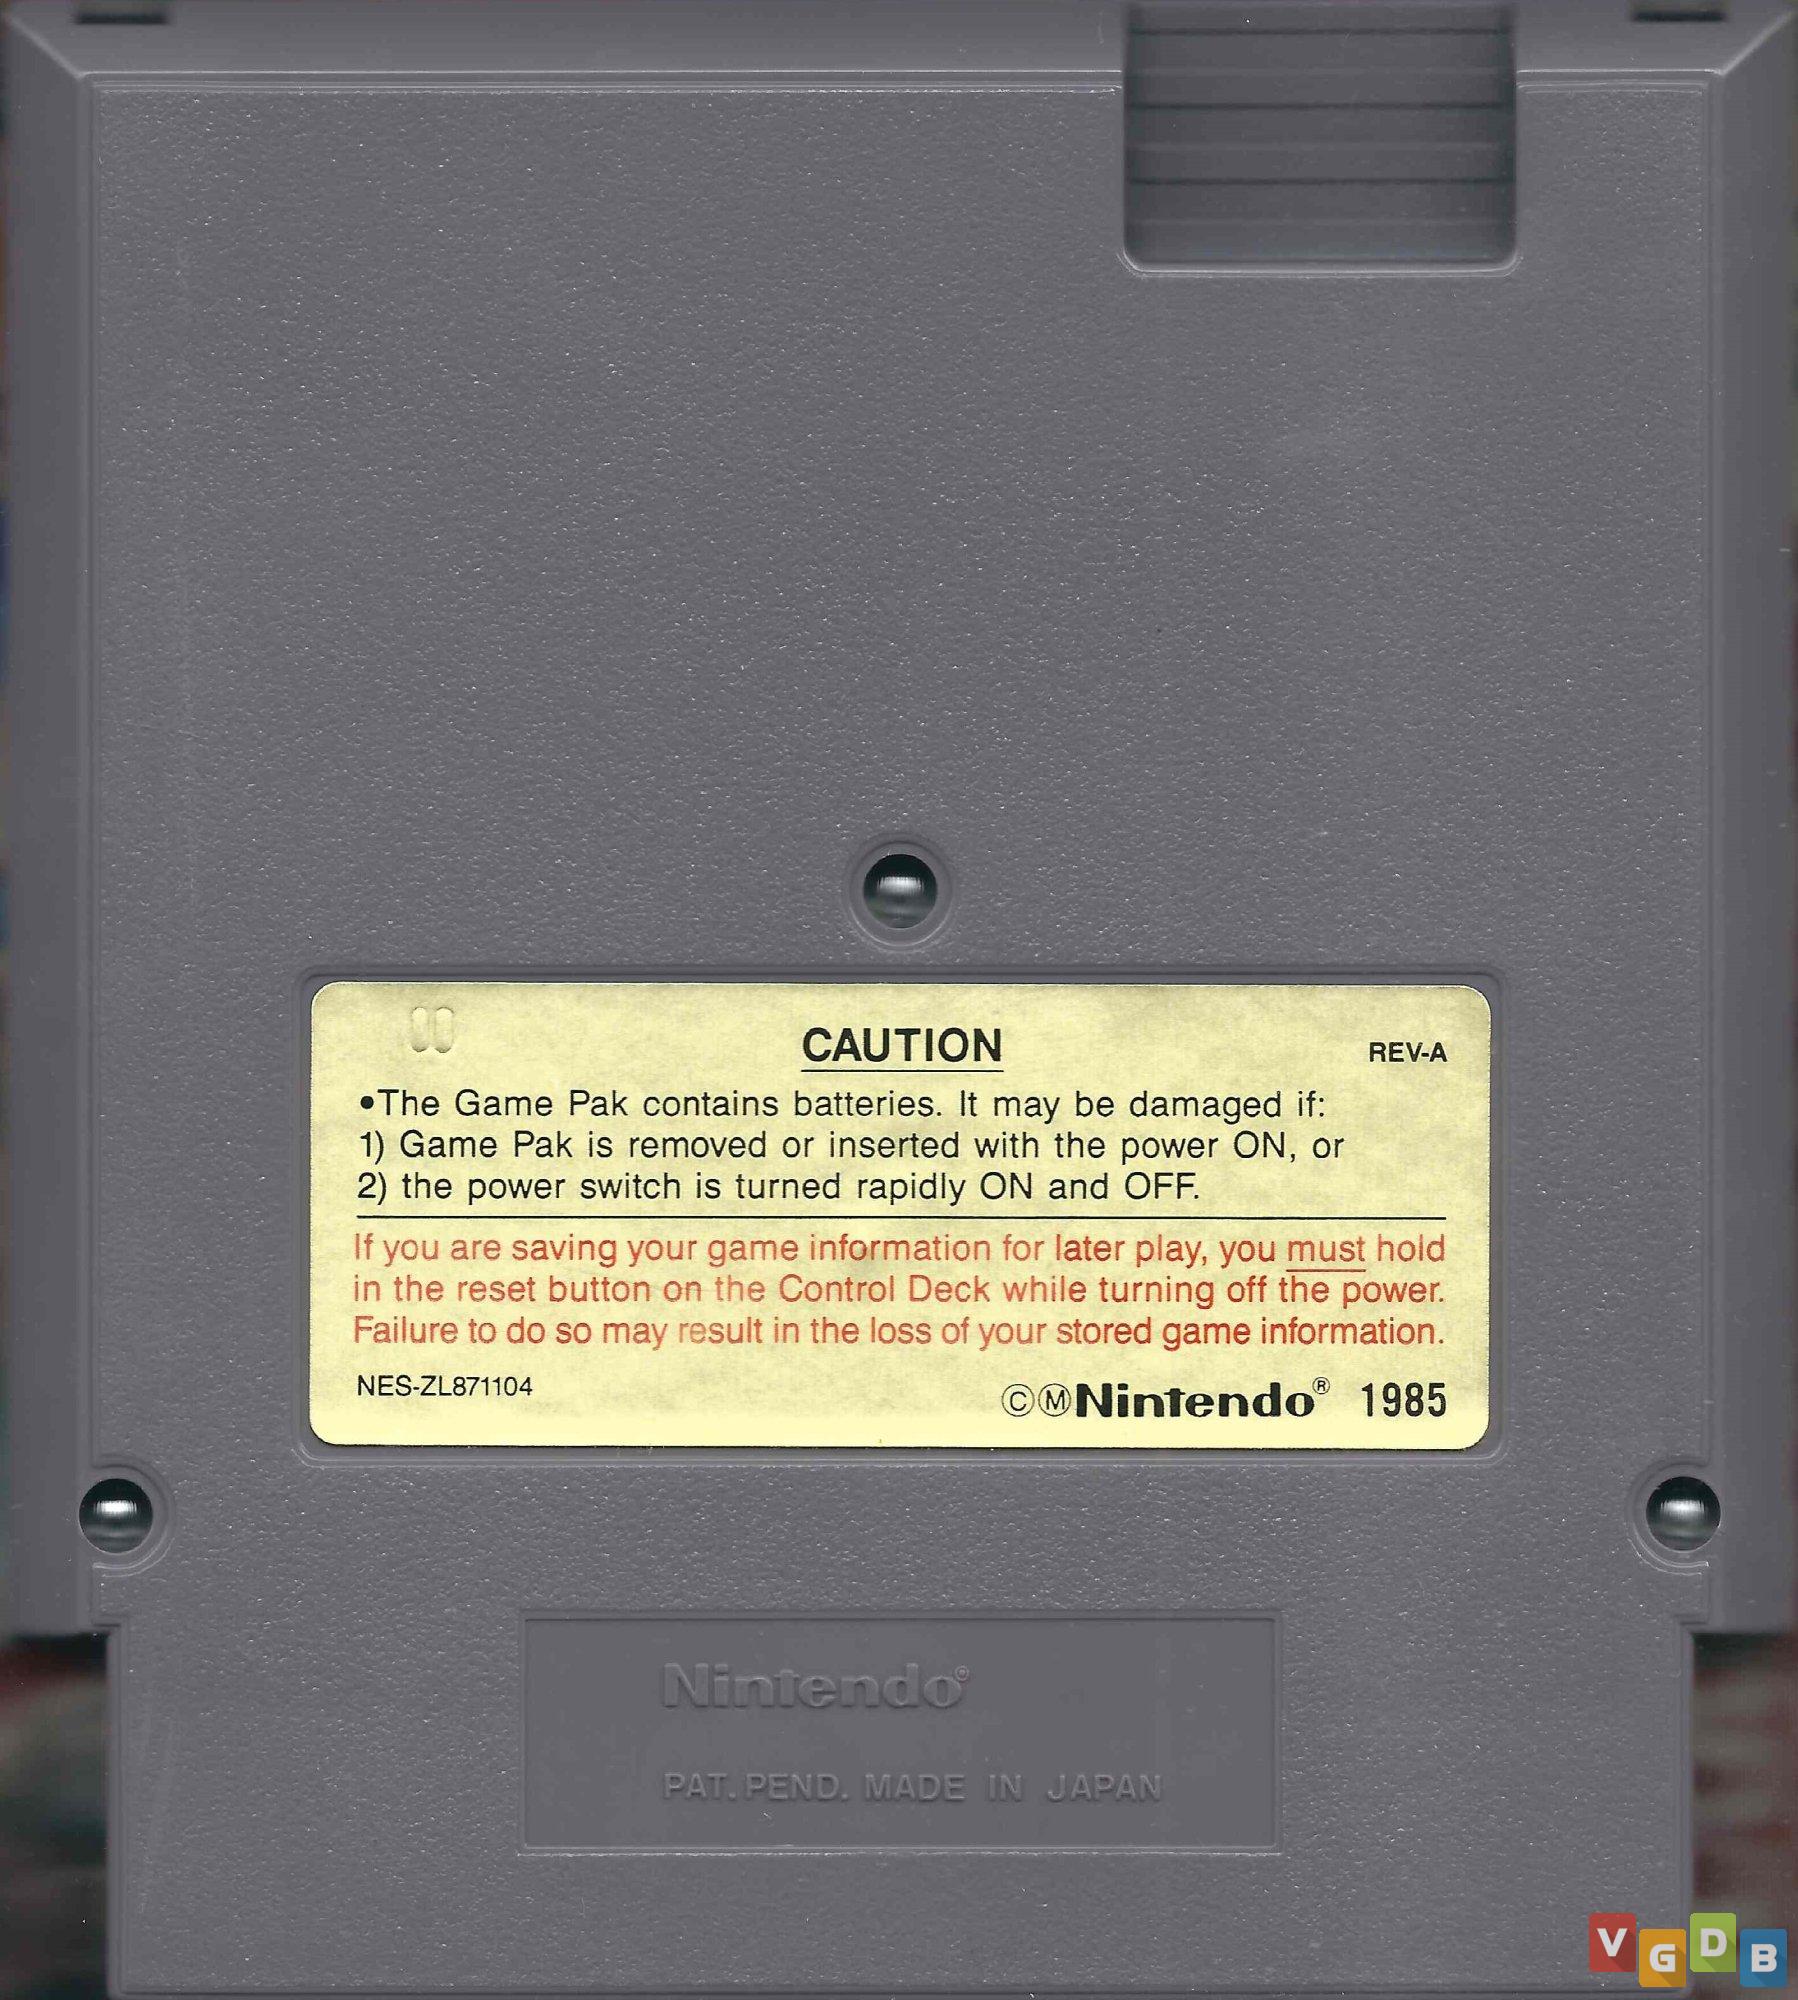 00
CAUTION
REV-A
•The Game Pak contains batteries. It may be damaged if:
1) Game Pak is removed or inserted with the power ON, or
2) the power switch is turned rapidly ON and OFF.
If you are saving your game information for later play, you must hold
in the reset button on the Control Deck while turning off the power.
Failure to do so may result in the loss of your stored game information.
NES-ZL871104
©ⓂNintendo® 1985
Nintendo®
PAT. PEND. MADE IN JAPAN
VGDB